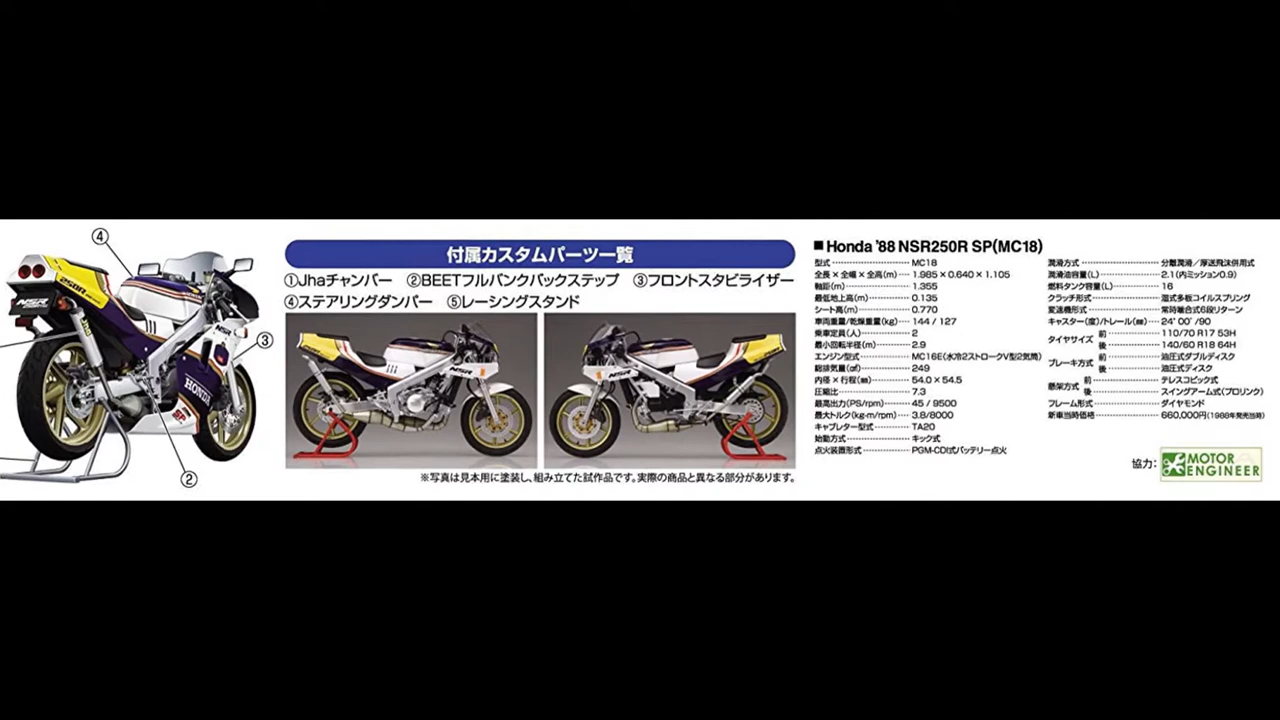 ④
③
②
NSR
250R
Jha
HONDA
SP
付属カスタムパーツ一覧
①Jhaチャンバー ②BEETフルバンクバックステップ ③フロントスタビライザー
④ステアリングダンパー ⑤レーシングスタンド
※写真は見本用に塗装し、組み立てた試作品です。実際の商品と異なる部分があります。
■Honda '88 NSR250R SP(MC18)
型式 MC18
全長×全幅×全高(m) 1.985×0.640×1.105
軸距(m) 1.355
最低地上高(m) 0.135
シート高(m) 0.770
車両重量/乾燥重量(kg) 144 / 127
乗車定員(人) 2
最小回転半径(m) 2.9
エンジン型式 MC16E(水冷2ストロークV型2気筒)
総排気量(㎤) 249
内径×行程(㎜) 54.0×54.5
圧縮比 7.3
最高出力(PS/rpm) 45 / 9500
最大トルク(kg-m/rpm) 3.8/8000
キャブレター型式 TA20
始動方式 キック式
点火装置形式 PGM-CDI式バッテリー点火
潤滑方式 分離潤滑/圧送飛沫併用式
潤滑油容量(L) 2.1(内ミッション0.9)
燃料タンク容量(L) 16
クラッチ形式 湿式多板コイルスプリング
変速機形式 常時噛合式6段リターン
キャスター(度)/トレール(㎜) 24°00′/90
タイヤサイズ 前 110/70 R17 53H
後 140/60 R18 64H
ブレーキ方式 前 油圧式ダブルディスク
後 油圧式ディスク
懸架方式 前 テレスコピック式
後 スイングアーム式(プロリンク)
フレーム形式 ダイヤモンド
新車当時価格 660,000円(1988年発売当時)
協力: MOTOR
ENGINEER